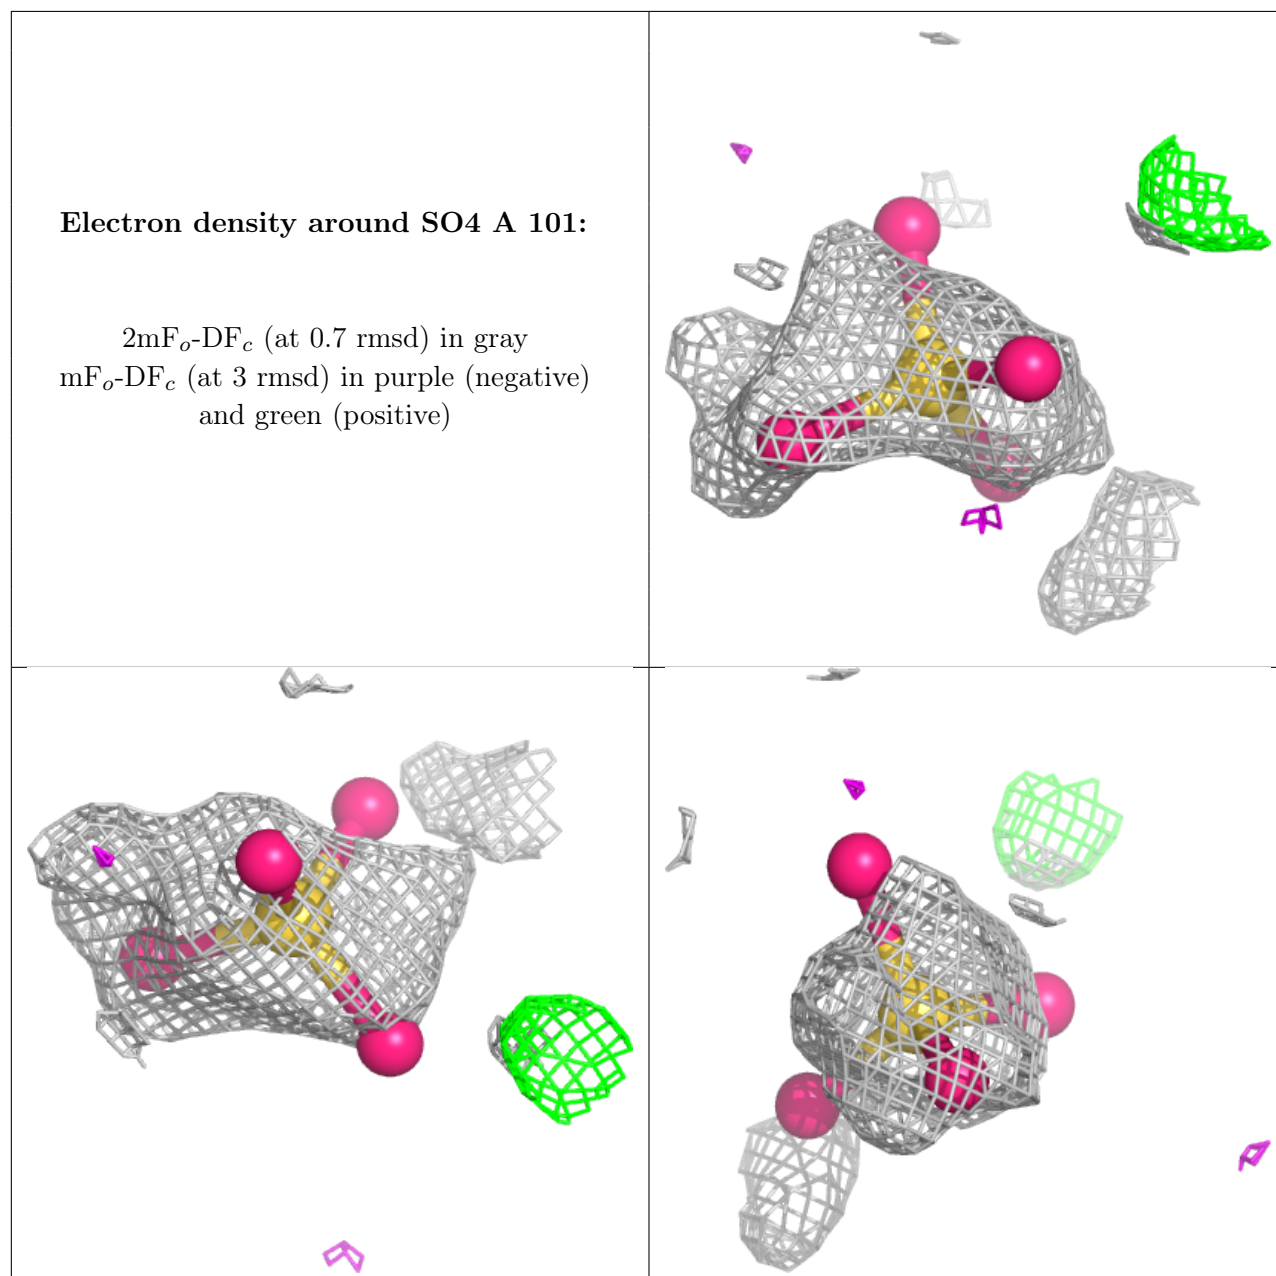 Electron density around SO4 A 101:
2mFₒ-DF𝒸 (at 0.7 rmsd) in gray
mFₒ-DF𝒸 (at 3 rmsd) in purple (negative)
and green (positive)